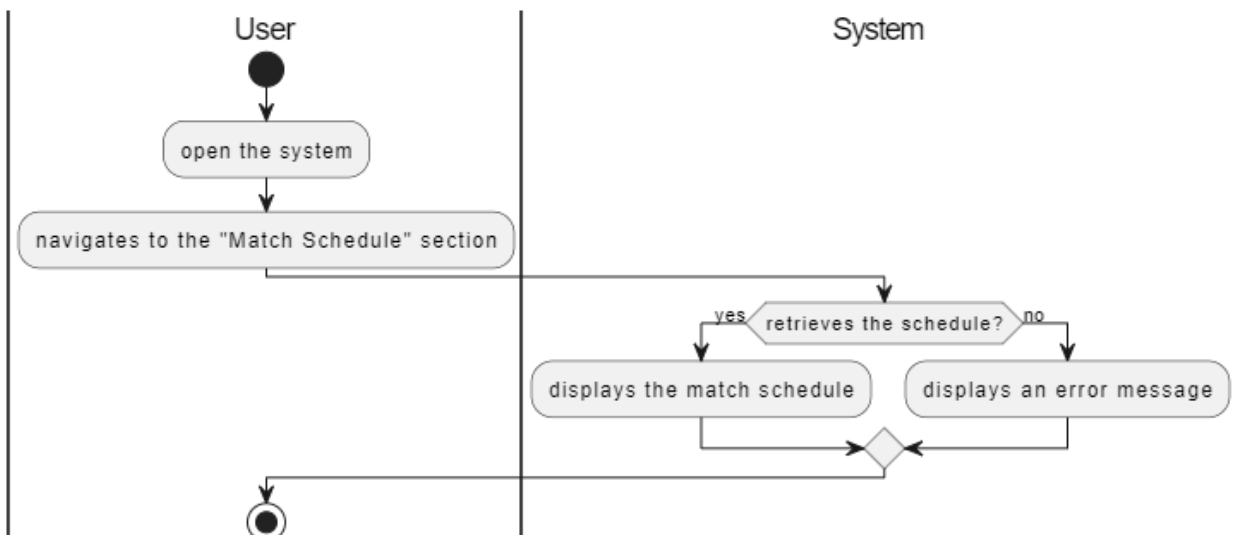 User
System
open the system
navigates to the "Match Schedule" section
yes
retrieves the schedule?
no
displays the match schedule
displays an error message